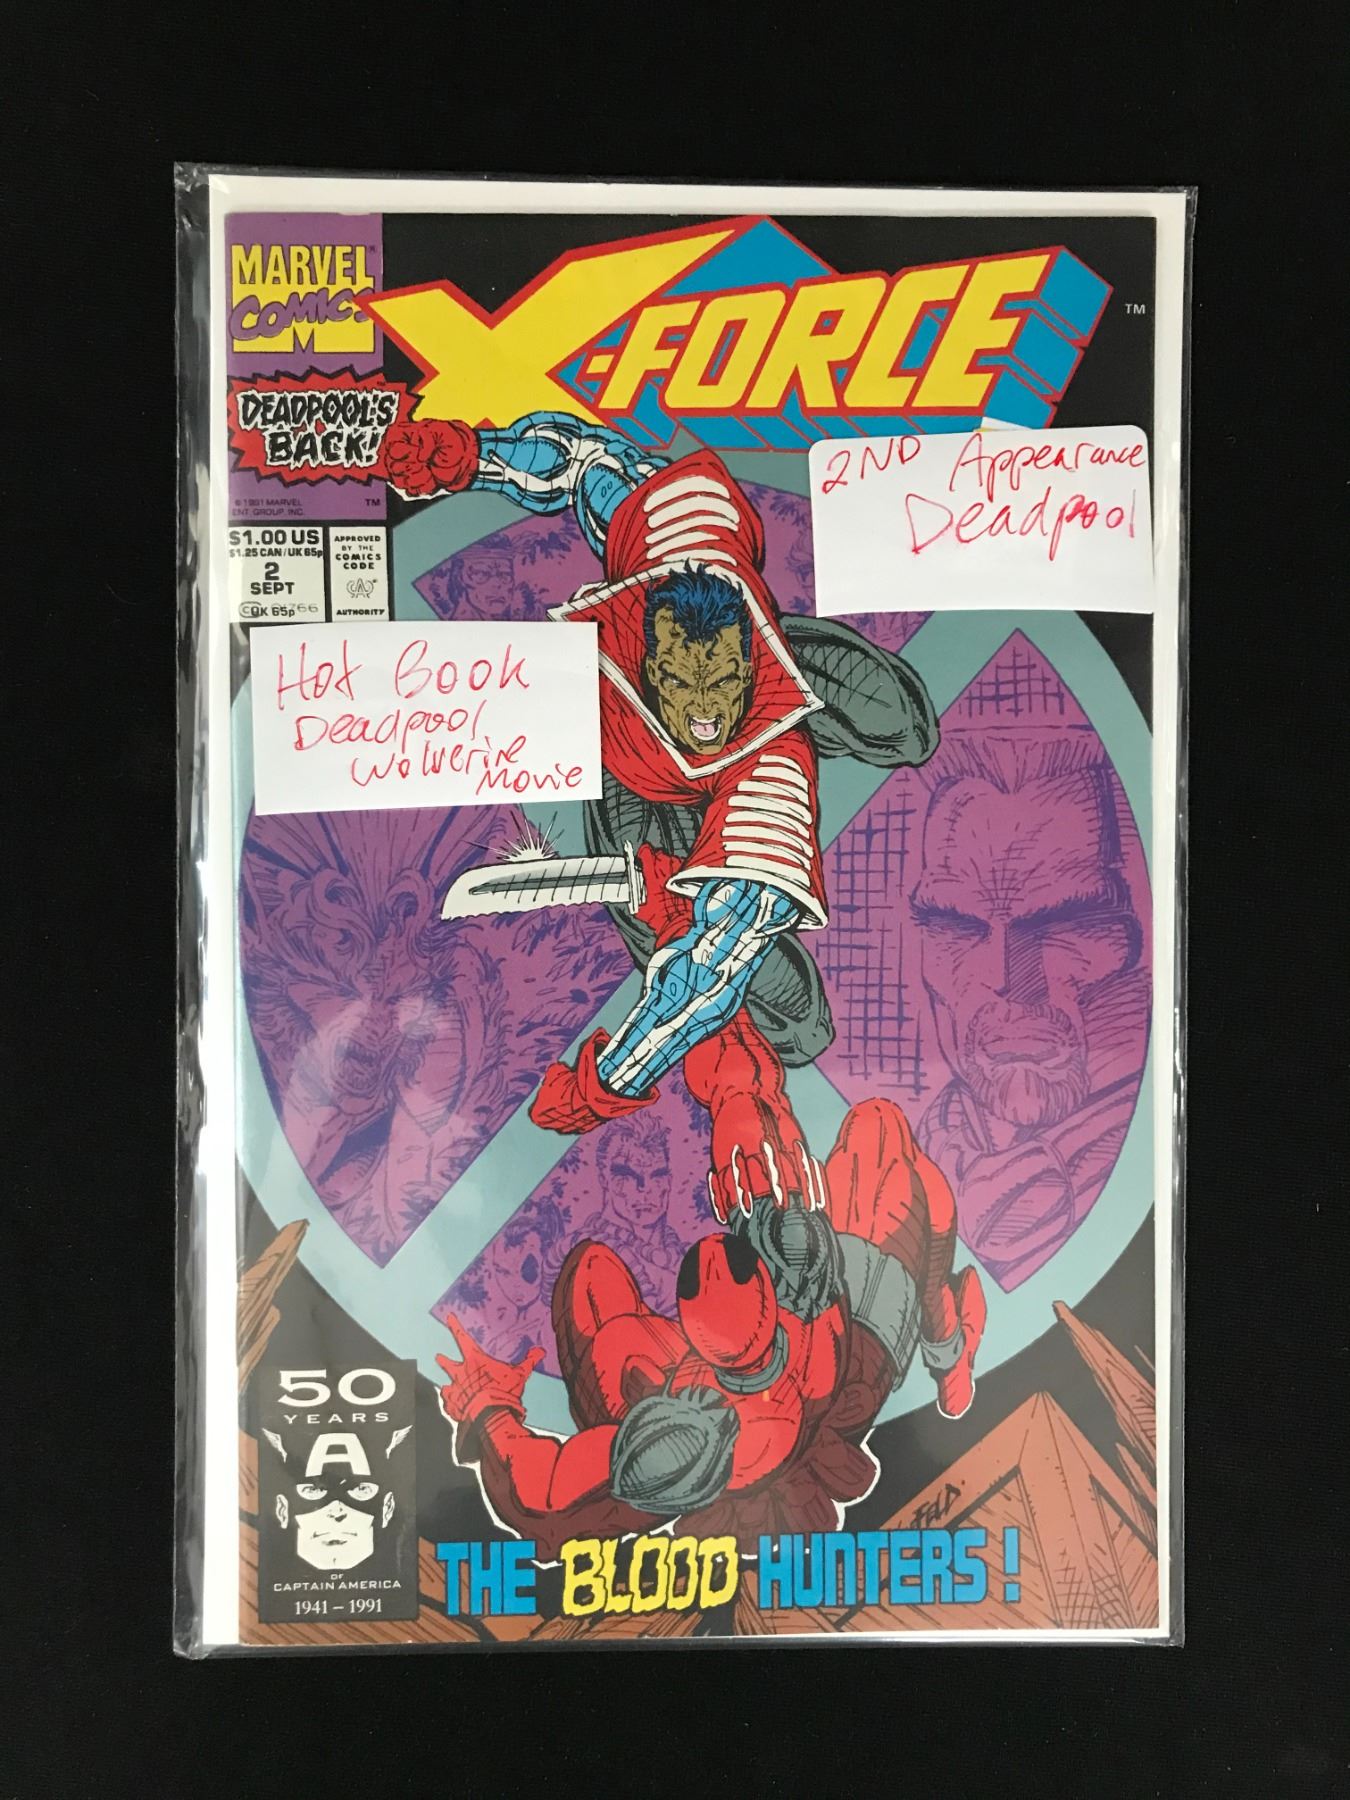 MARVEL
COMICS
M
X-FORCE
TM
DEADPOOL'S
BACK!
© 1991 MARVEL
ENT. GROUP, INC.
TM
$1.00 US
$1.25 CAN/UK 65p
2
SEPT
UK 65p
APPROVED
BY THE
COMICS
CODE
AUTHORITY
2ND Appearance
Deadpool
Hot Book
Deadpool
Wolverine
Movie
50
YEARS
A
OF
CAPTAIN AMERICA
1941 - 1991
THE BLOOD HUNTERS!